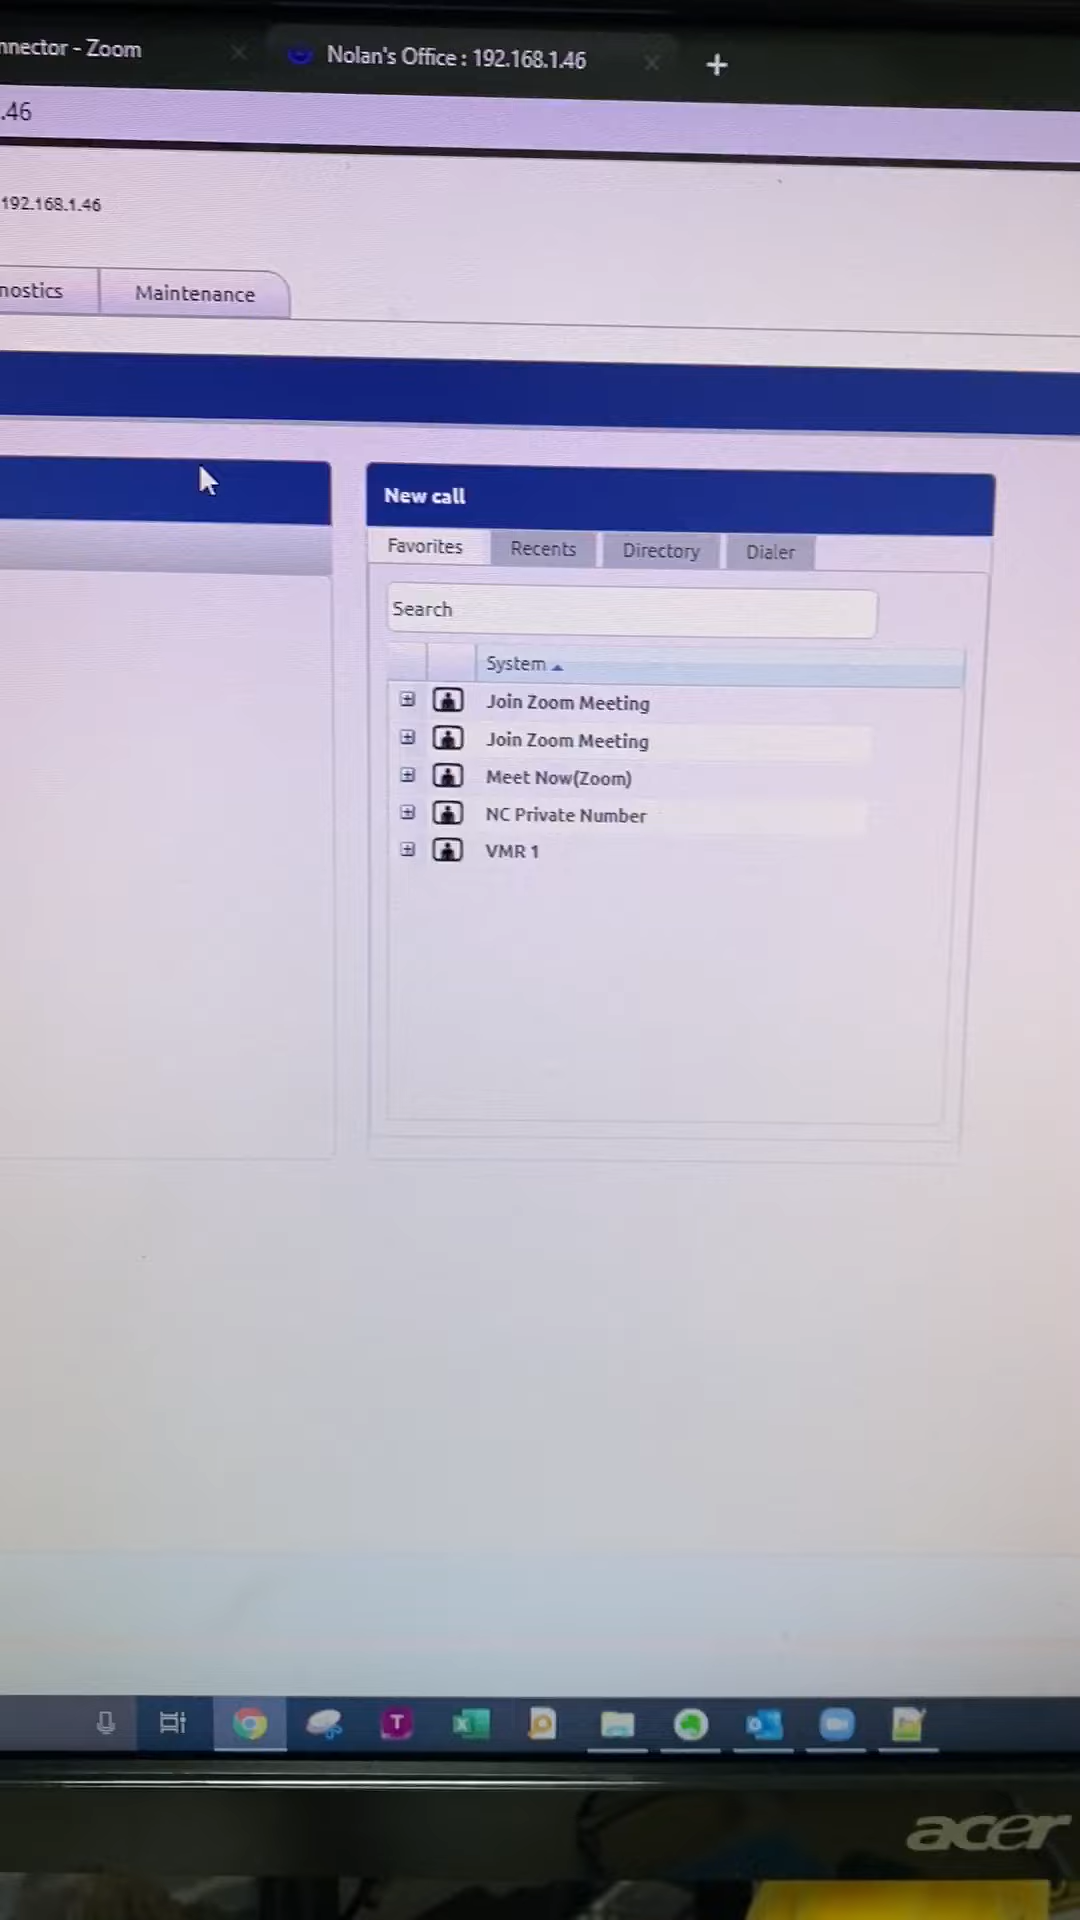 nnector - Zoom
Nolan's Office : 192.168.1.46
.46
192.168.1.46
nostics
Maintenance
New call
Favorites
Recents
Directory
Dialer
Search
System
Join Zoom Meeting
Join Zoom Meeting
Meet Now(Zoom)
NC Private Number
VMR 1
T
acer